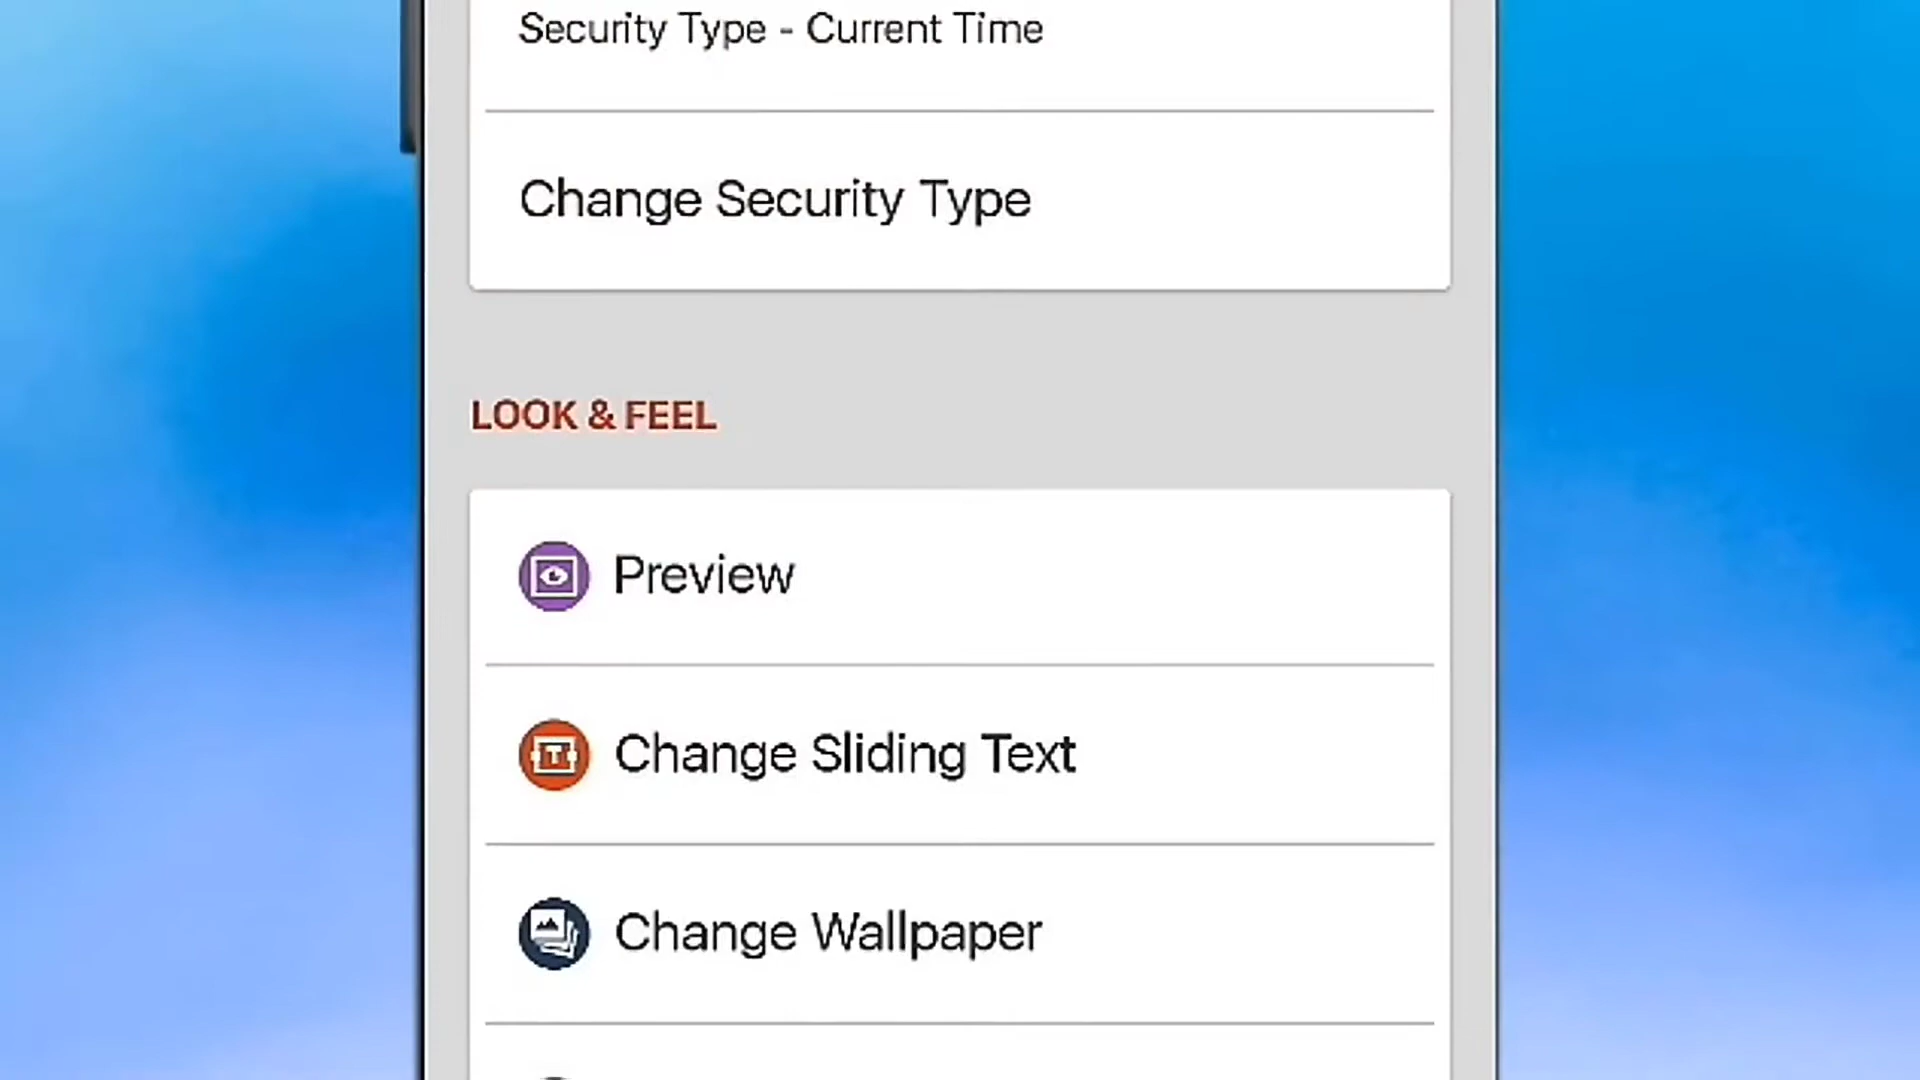 Security Type - Current Time
Change Security Type
LOOK & FEEL
Preview
Change Sliding Text
Change Wallpaper